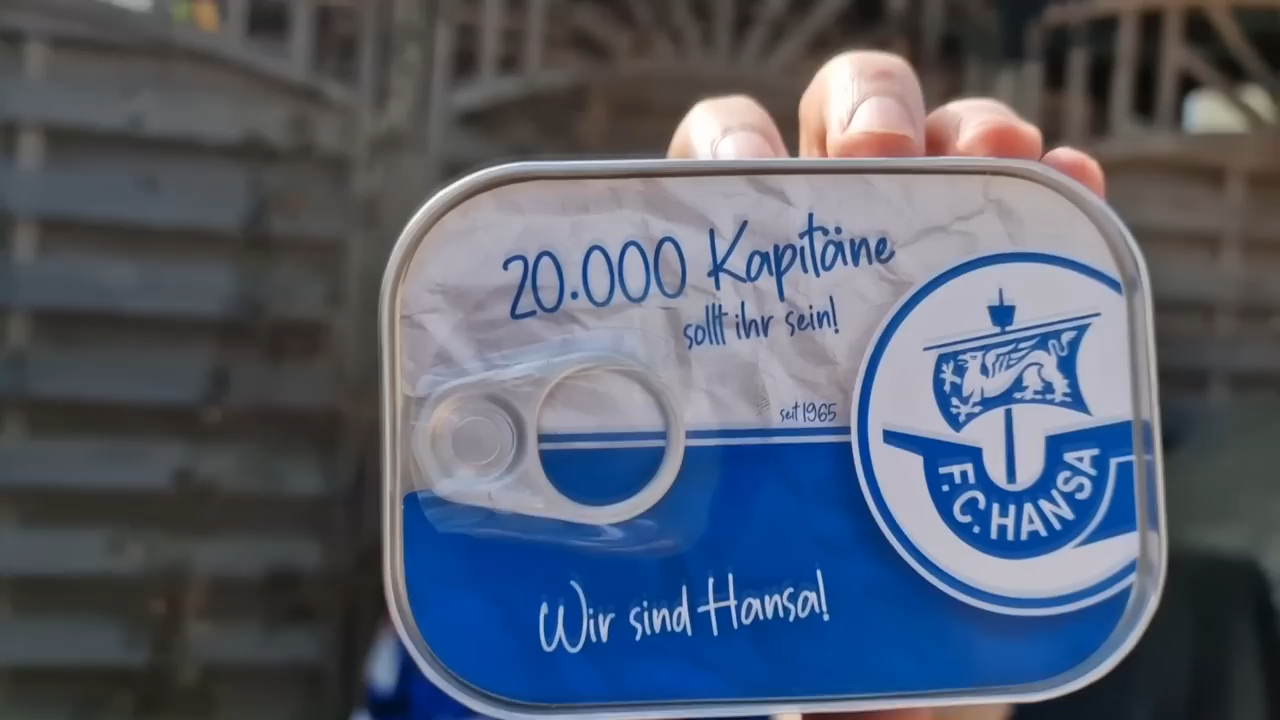 20.000 Kapitäne
sollt ihr sein!
seit 1965
F.C. HANSA
Wir sind Hansa!